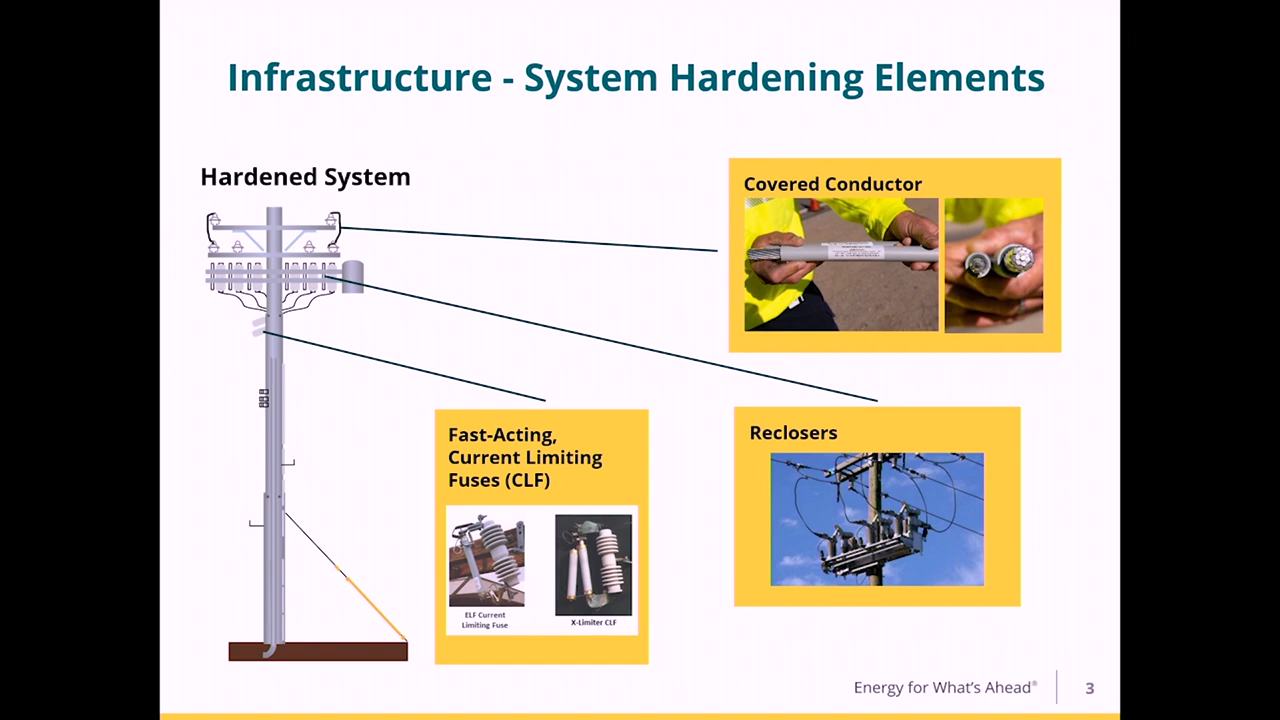 Infrastructure - System Hardening Elements
Hardened System
Covered Conductor
Fast-Acting,
Current Limiting
Fuses (CLF)
ELF Current
Limiting Fuse
X-Limiter CLF
Reclosers
Energy for What's Ahead®
3